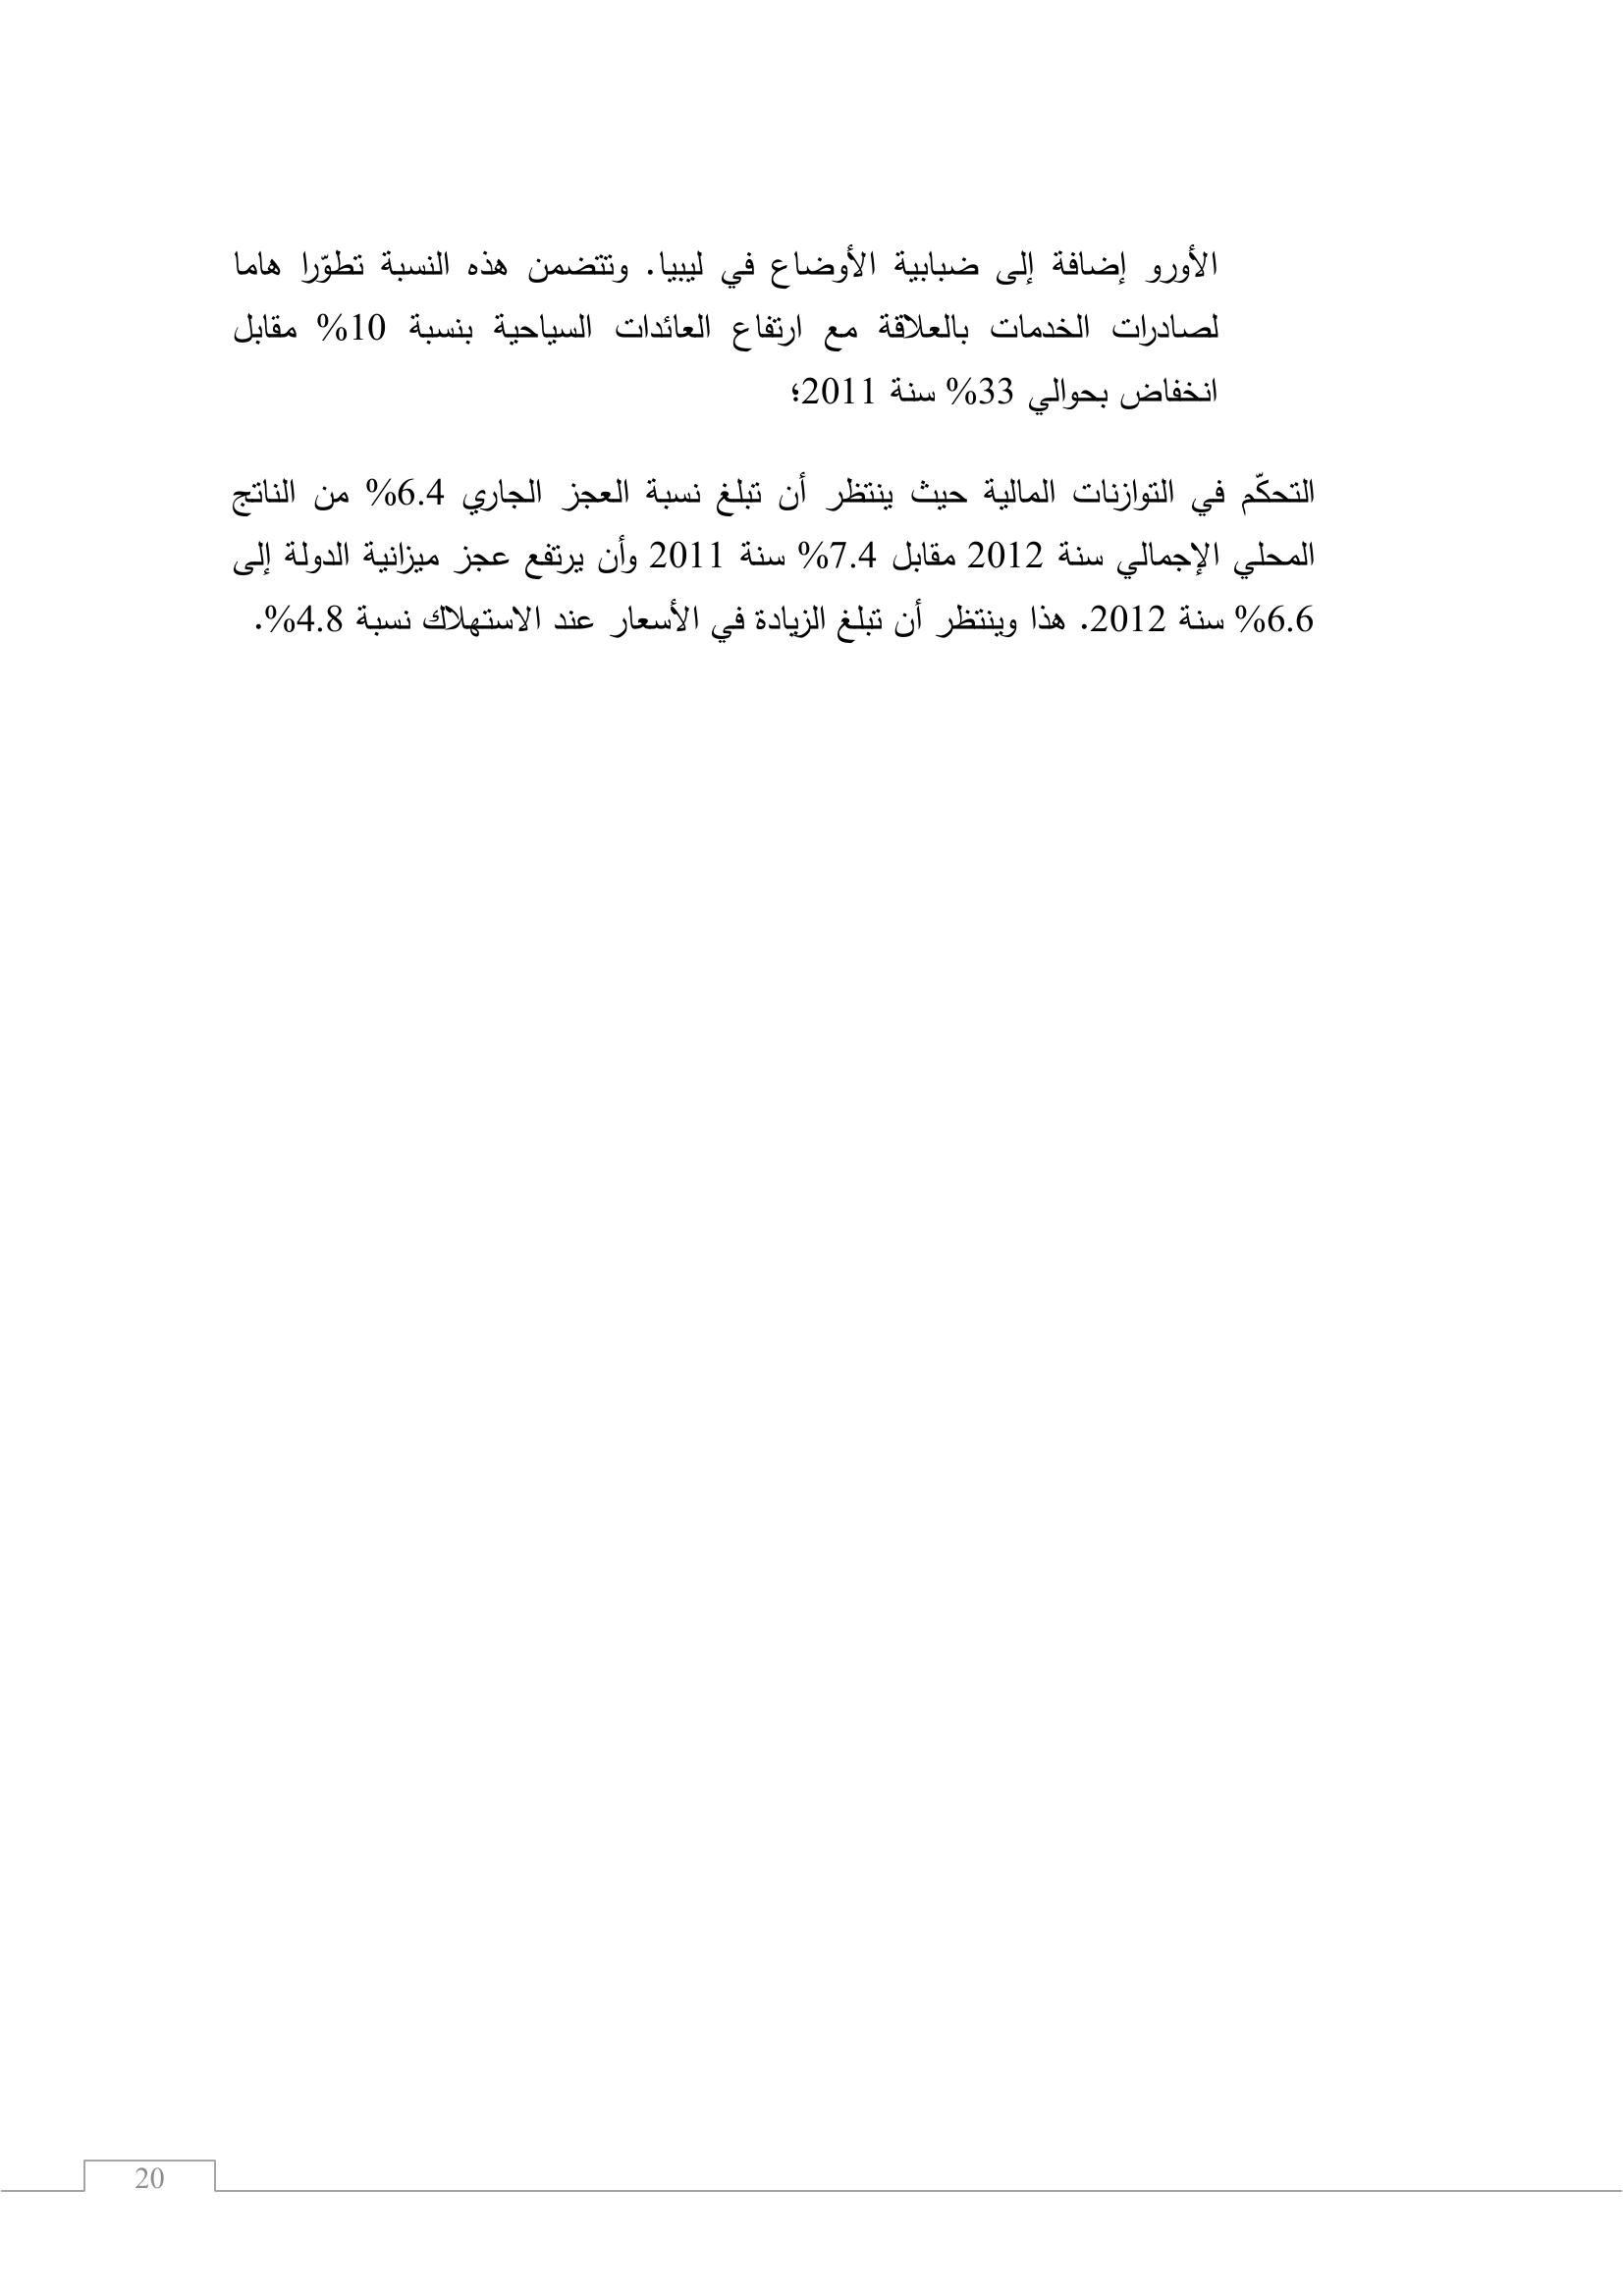 الأورو إضافة إلى ضبابية الأوضاع في ليبيا. وتتضمن هذه النسبة تطوّرا هاما
لصادرات الخدمات بالعلاقة مع ارتفاع العائدات السياحية بنسبة 10% مقابل
انخفاض بحوالي 33% سنة 2011؛
التحكّم في التوازنات المالية حيث ينتظر أن تبلغ نسبة العجز الجاري 6.4% من الناتج
المحلي الإجمالي سنة 2012 مقابل 7.4% سنة 2011 وأن يرتفع عجز ميزانية الدولة إلى
6.6% سنة 2012. هذا وينتظر أن تبلغ الزيادة في الأسعار عند الاستهلاك نسبة 4.8%.
20